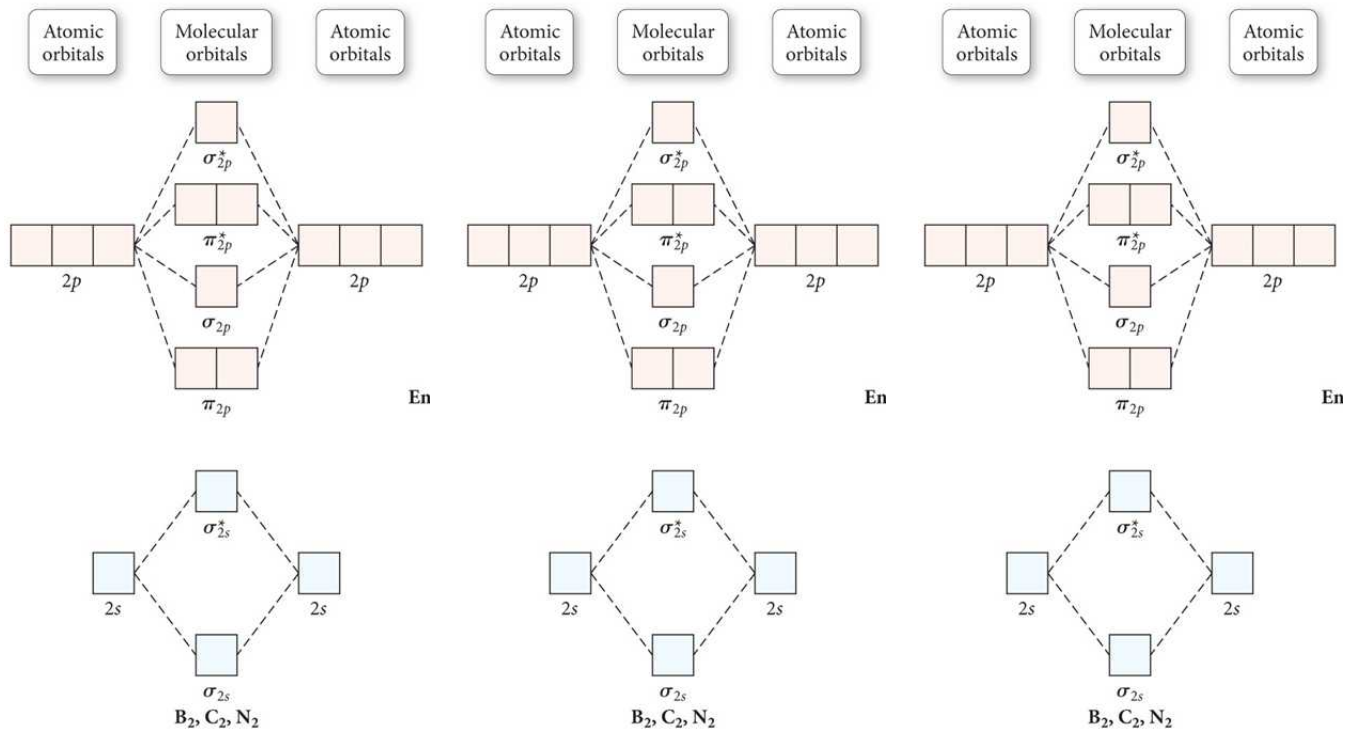 Atomic orbitals
Molecular orbitals
Atomic orbitals
Atomic orbitals
Molecular orbitals
Atomic orbitals
Atomic orbitals
Molecular orbitals
Atomic orbitals
σ*2p
σ*2p
σ*2p
π*2p
π*2p
π*2p
2p
2p
2p
2p
2p
2p
σ2p
σ2p
σ2p
π2p
En
π2p
En
π2p
En
σ*2s
σ*2s
σ*2s
2s
2s
2s
2s
2s
2s
σ2s
σ2s
σ2s
B2, C2, N2
B2, C2, N2
B2, C2, N2